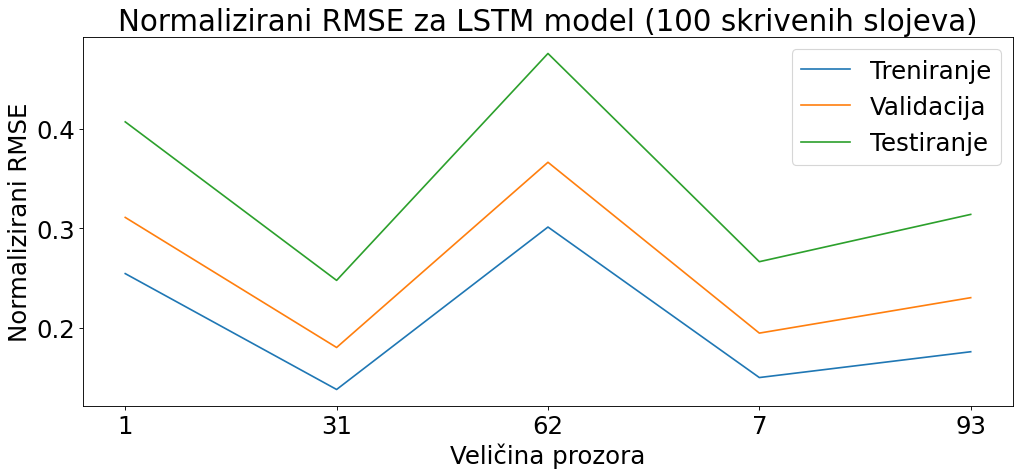 Normalizirani RMSE za LSTM model (100 skrivenih slojeva)
Treniranje
Validacija
Testiranje
Normalizirani RMSE
0.4
0.3
0.2
1 31 62 7 93
Veličina prozora